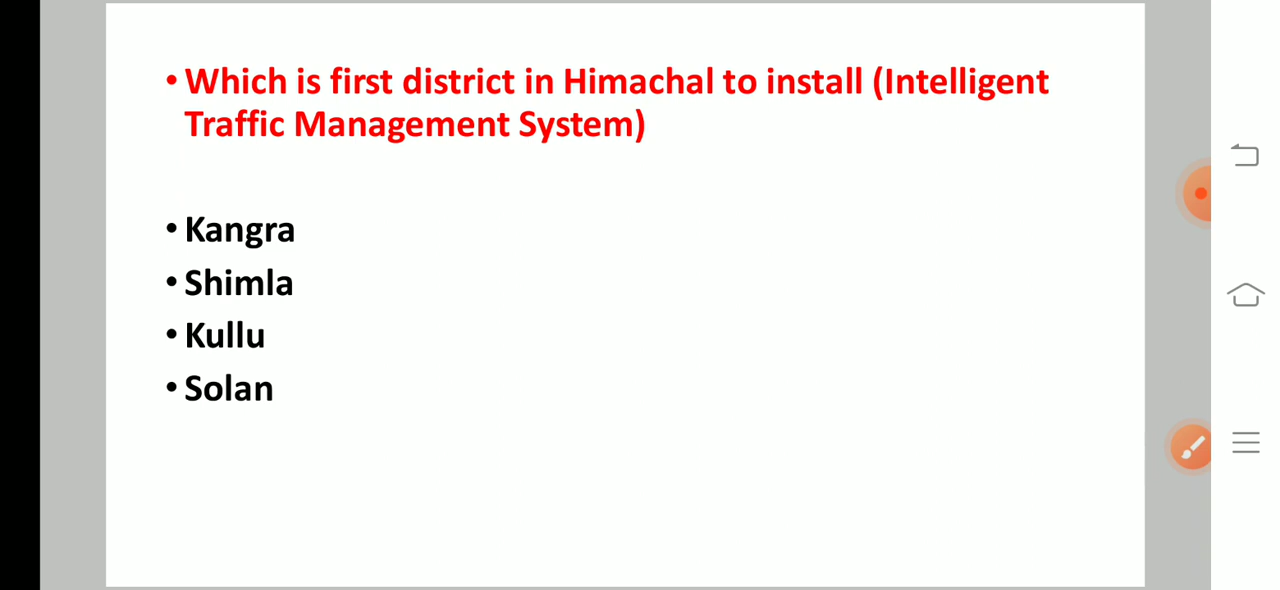 • Which is first district in Himachal to install (Intelligent
Traffic Management System)
• Kangra
• Shimla
• Kullu
• Solan